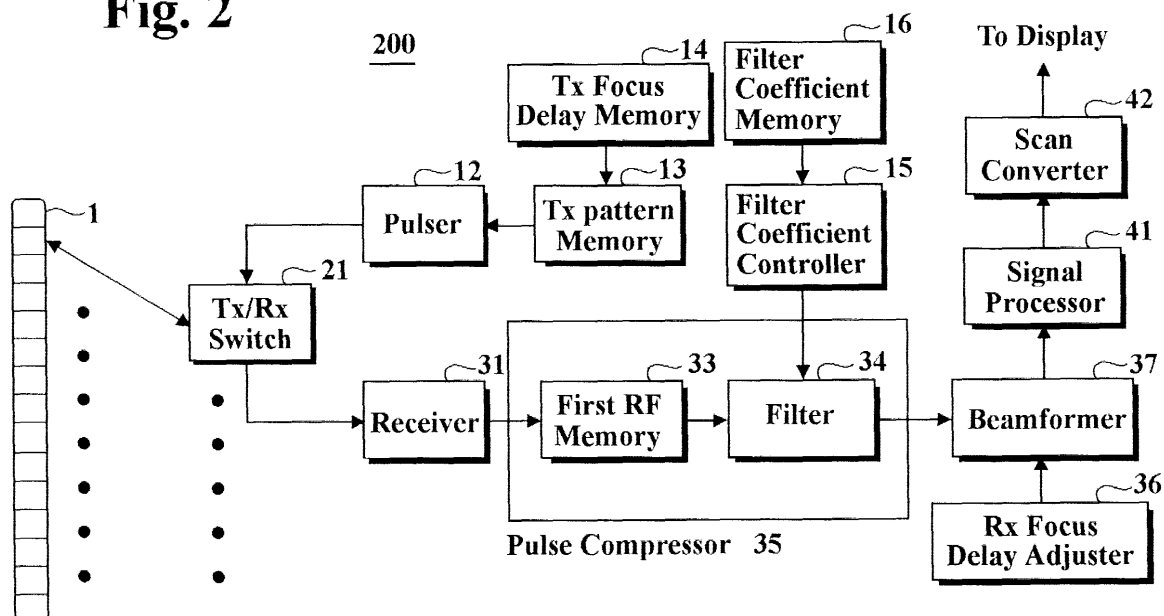 Fig. 2
200
14
Tx Focus
Delay Memory
16
Filter
Coefficient
Memory
To Display
42
Scan
Converter
12
Pulser
13
Tx pattern
Memory
15
Filter
Coefficient
Controller
41
Signal
Processor
1
21
Tx/Rx
Switch
31
Receiver
33
First RF
Memory
34
Filter
37
Beamformer
Pulse Compressor 35
36
Rx Focus
Delay Adjuster